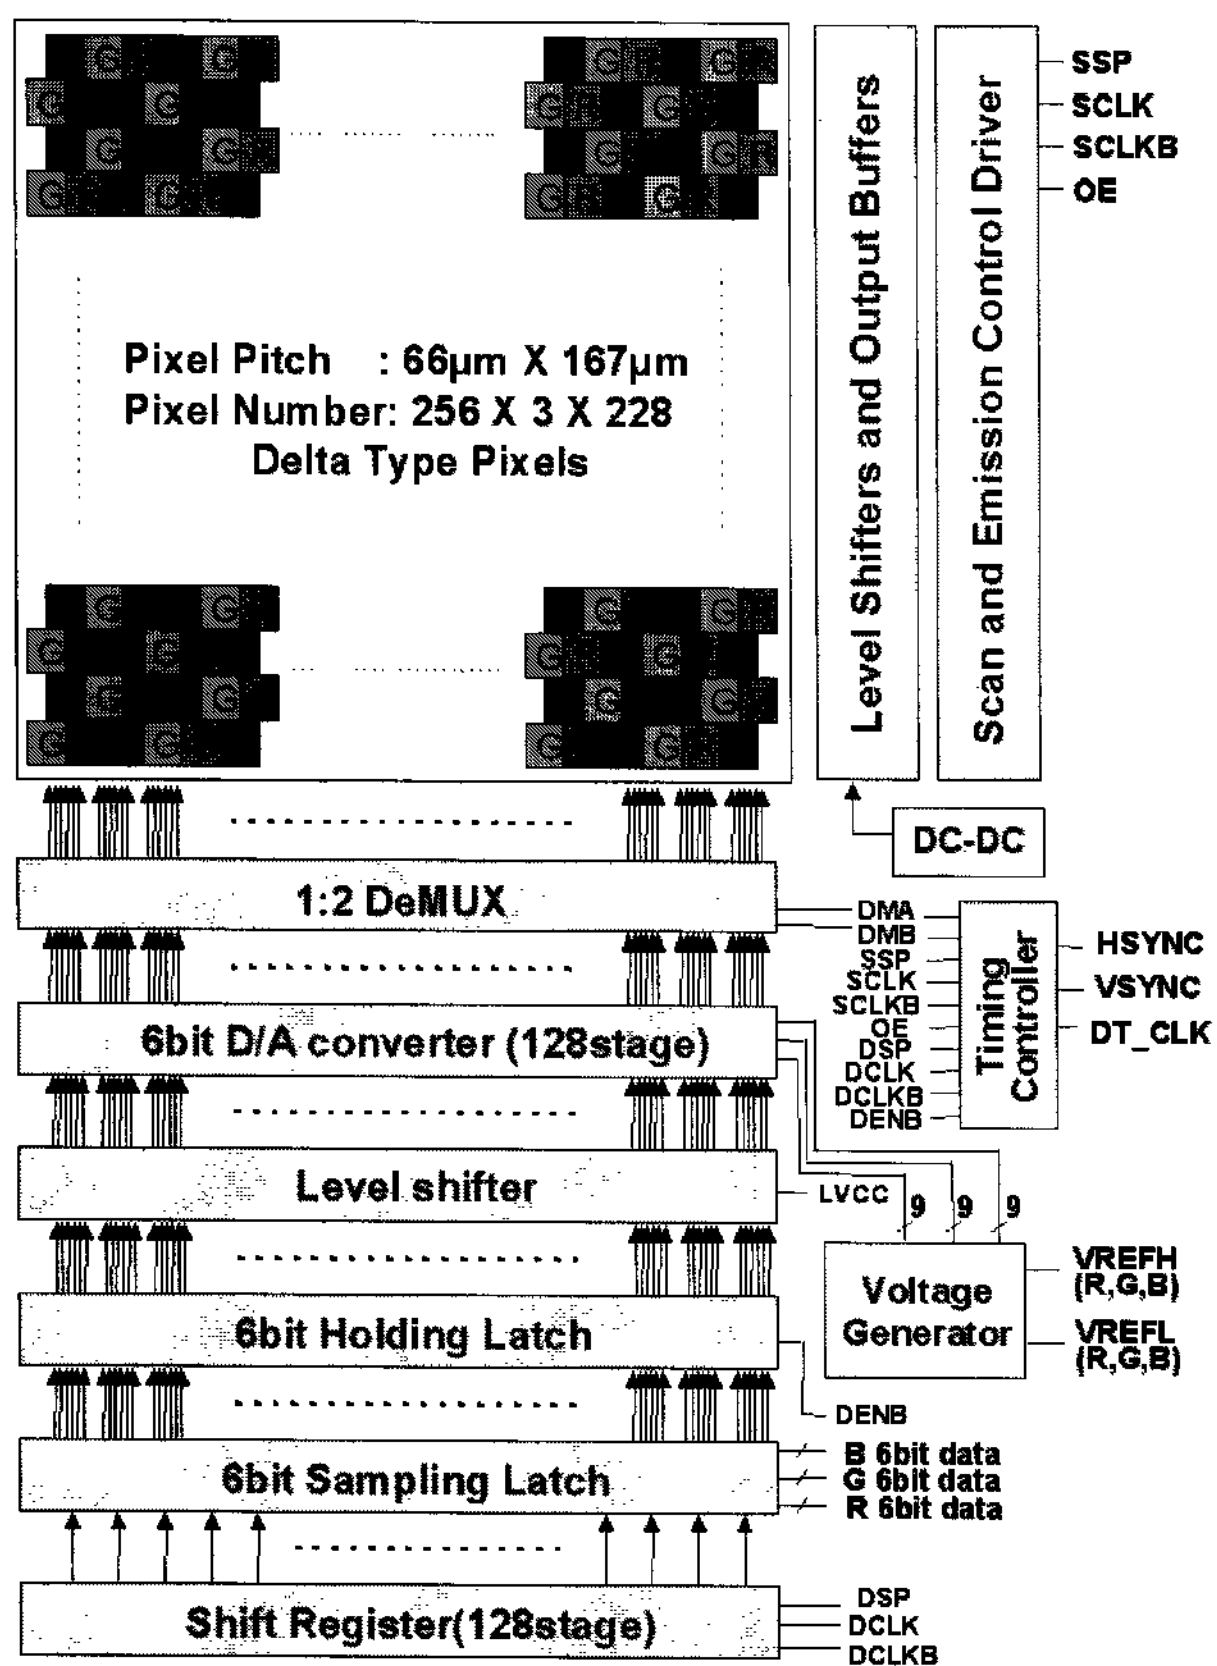 SSP
SCLK
SCLKB
OE
Level Shifters and Output Buffers
Scan and Emission Control Driver
Pixel Pitch : 66μm X 167μm
Pixel Number: 256 X 3 X 228
Delta Type Pixels
DC-DC
1:2 DeMUX
DMA
DMB
SSP
SCLK
SCLKB
OE
DSP
DCLK
DCLKB
DENB
Timing
Controller
HSYNC
VSYNC
DT_CLK
6bit D/A converter (128stage)
Level shifter
LVCC
9 9 9
Voltage
Generator
VREFH
(R,G,B)
VREFL
(R,G,B)
6bit Holding Latch
DENB
6bit Sampling Latch
B 6bit data
G 6bit data
R 6bit data
Shift Register(128stage)
DSP
DCLK
DCLKB